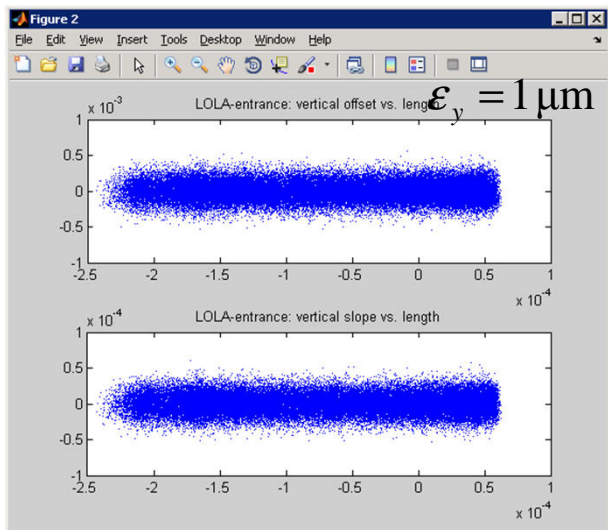 Figure 2
File Edit View Insert Tools Desktop Window Help
ε_y = 1 μm
x 10^-3
LOLA-entrance: vertical offset vs. length
1
0.5
0
-0.5
-1
-2.5 -2 -1.5 -1 -0.5 0 0.5 1
x 10^-4
x 10^-4
LOLA-entrance: vertical slope vs. length
1
0.5
0
-0.5
-1
-2.5 -2 -1.5 -1 -0.5 0 0.5 1
x 10^-4